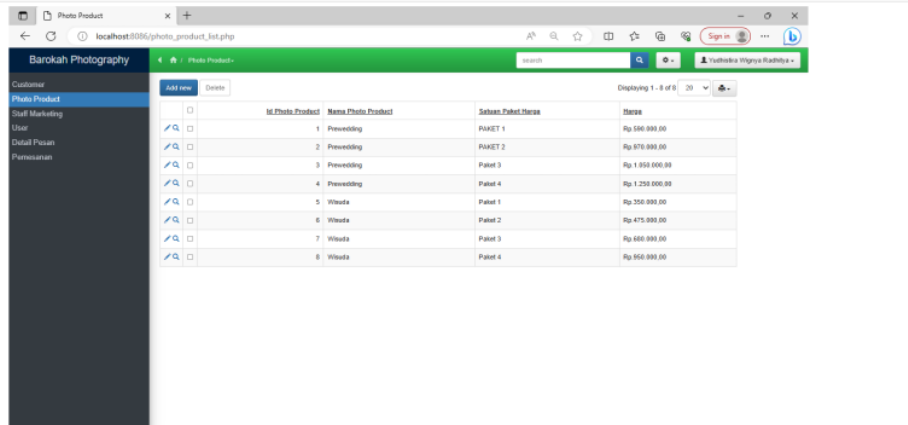 Photo Product
localhost:8086/photo_product_list.php
Sign in
Barokah Photography
/ Photo Product
search
Yudhistira Wignya Radhitya
Customer
Photo Product
Staff Marketing
User
Detail Pesan
Pemesanan
Add new Delete
Displaying 1 - 8 of 8 20
Id Photo Product Nama Photo Product Satuan Paket Harga Harga
1 Prewedding PAKET 1 Rp.590.000,00
2 Prewedding PAKET 2 Rp.970.000,00
3 Prewedding Paket 3 Rp.1.050.000,00
4 Prewedding Paket 4 Rp.1.250.000,00
5 Wisuda Paket 1 Rp.350.000,00
6 Wisuda Paket 2 Rp.475.000,00
7 Wisuda Paket 3 Rp.600.000,00
8 Wisuda Paket 4 Rp.950.000,00